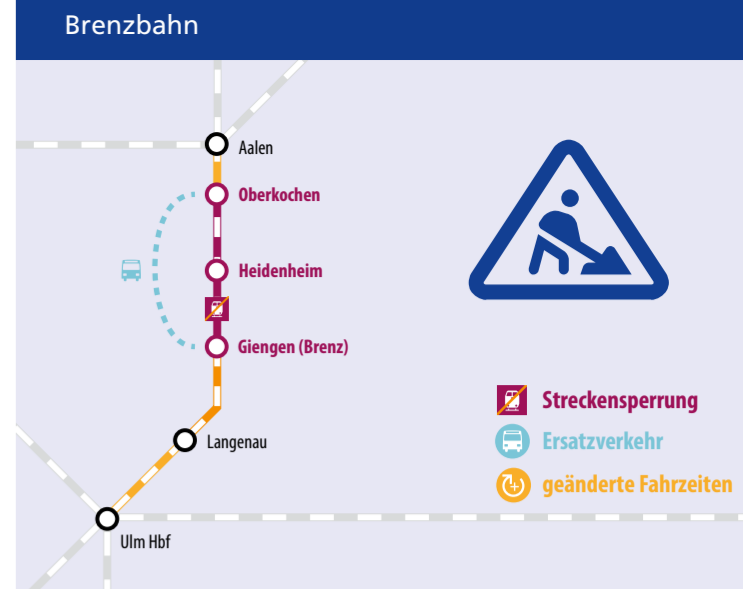 Brenzbahn
Aalen
Oberkochen
Heidenheim
Giengen (Brenz)
Langenau
Ulm Hbf
Streckensperrung
Ersatzverkehr
geänderte Fahrzeiten